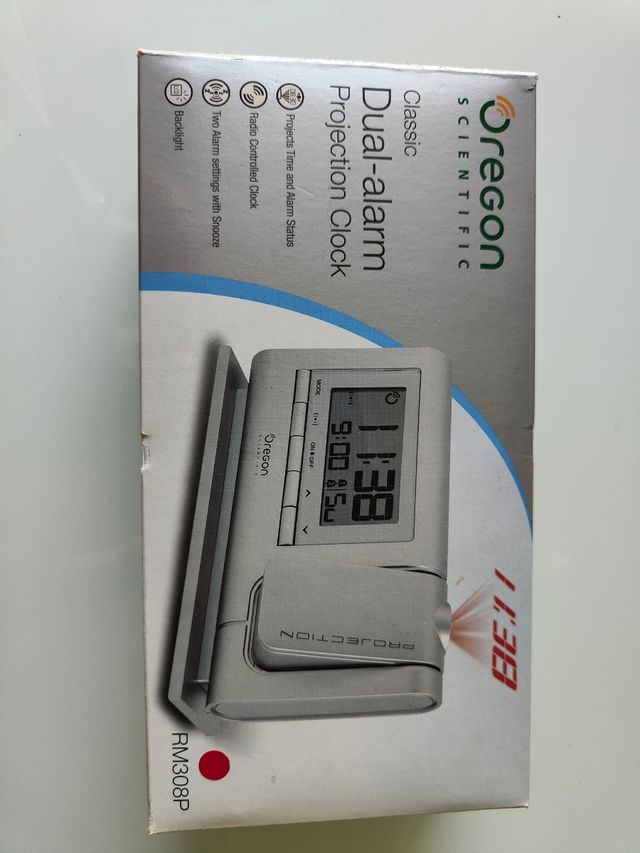 Oregon
SCIENTIFIC
Classic
Dual-alarm
Projection Clock
Projects Time and Alarm Status
Radio Controlled Clock
Two Alarm settings with Snooze
Backlight
11:38
11:38
9:00 SU
MODE
ON OFF
Oregon
SCIENTIFIC
PROJECTION
RM308P